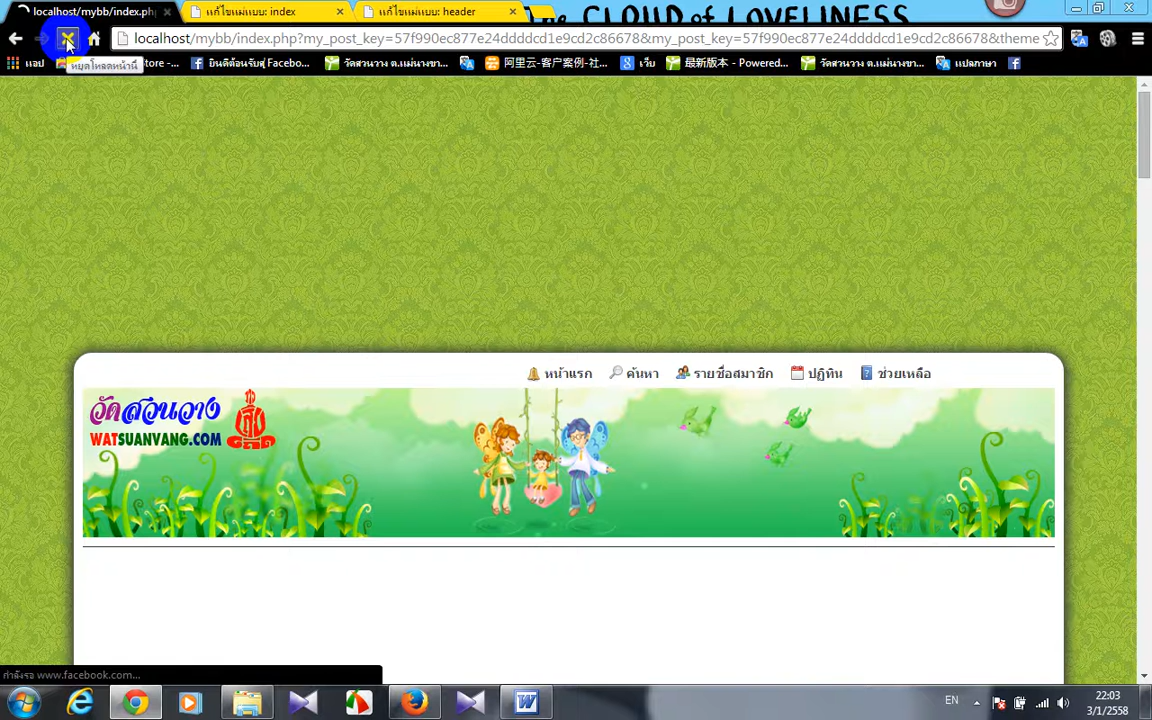 The CLOUD of LOVELINESS
localhost/mybb/index.ph
แก้ไขแม่แบบ: index
แก้ไขแม่แบบ: header
localhost/mybb/index.php?my_post_key=57f990ec877e24ddddcd1e9cd2c86678&my_post_key=57f990ec877e24ddddcd1e9cd2c86678&theme
แอป
tore -...
ยินดีต้อนรับสู่ Facebo...
วัดสวนวาง ต.แม่นางขา...
阿里云-客户案例-社...
เว็บ
最新版本 - Powered...
วัดสวนวาง ต.แม่นางขา...
แปลภาษา
หยุดโหลดหน้านี้
หน้าแรก
ค้นหา
รายชื่อสมาชิก
ปฏิทิน
ช่วยเหลือ
วัดสวนวาง
WATSUANVANG.COM
กำลังรอ www.facebook.com...
EN
22:03
3/1/2558